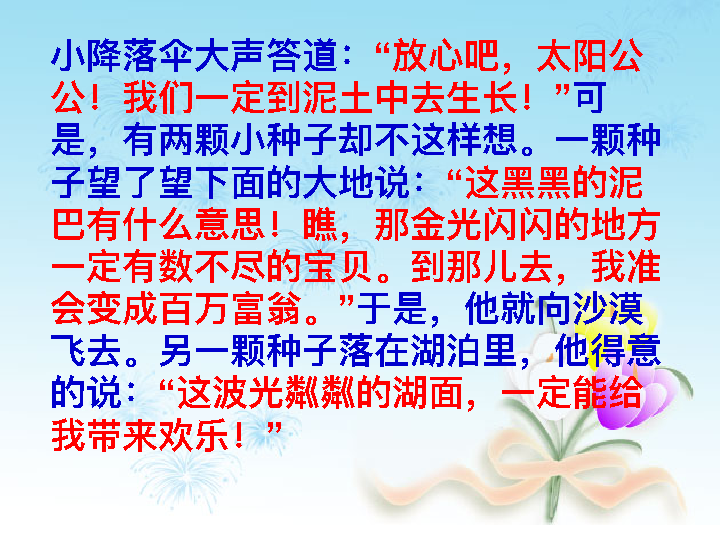 小降落伞大声答道：“放心吧，太阳公
公！我们一定到泥土中去生长！”可
是，有两颗小种子却不这样想。一颗种
子望了望下面的大地说：“这黑黑的泥
巴有什么意思！瞧，那金光闪闪的地方
一定有数不尽的宝贝。到那儿去，我准
会变成百万富翁。”于是，他就向沙漠
飞去。另一颗种子落在湖泊里，他得意
的说：“这波光粼粼的湖面，一定能给
我带来欢乐！”